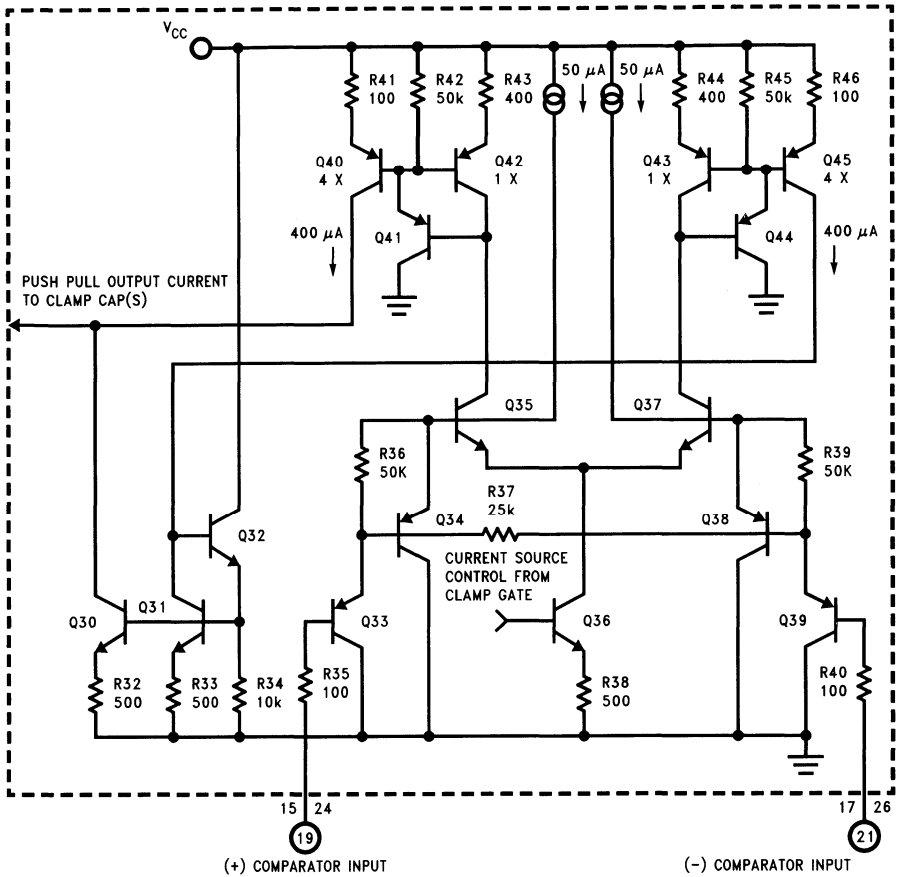 VCC
R41
100
R42
50k
R43
400
50 μA
50 μA
R44
400
R45
50k
R46
100
Q40
4 X
Q42
1 X
Q43
1 X
Q45
4 X
400 μA
Q41
Q44
400 μA
PUSH PULL OUTPUT CURRENT
TO CLAMP CAP(S)
Q35
Q37
R36
50K
R39
50K
R37
25k
Q34
Q38
Q32
CURRENT SOURCE
CONTROL FROM
CLAMP GATE
Q30
Q31
Q33
Q36
Q39
R32
500
R33
500
R34
10k
R35
100
R38
500
R40
100
15 24
17 26
19
21
(+) COMPARATOR INPUT
(-) COMPARATOR INPUT